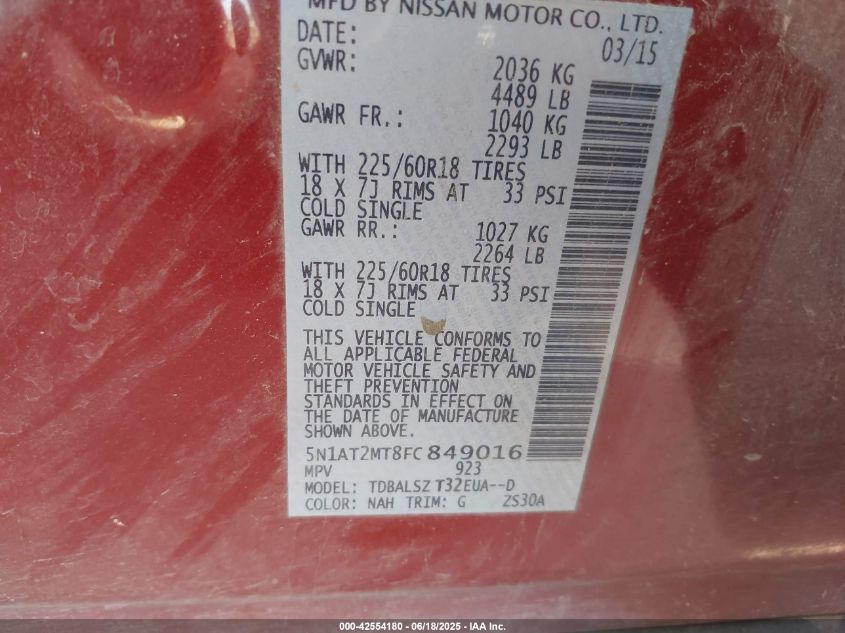 MFD BY NISSAN MOTOR CO., LTD.
DATE: 03/15
GVWR: 2036 KG
4489 LB
GAWR FR.: 1040 KG
2293 LB
WITH 225/60R18 TIRES
18 X 7J RIMS AT 33 PSI
COLD SINGLE
GAWR RR.: 1027 KG
2264 LB
WITH 225/60R18 TIRES
18 X 7J RIMS AT 33 PSI
COLD SINGLE
THIS VEHICLE CONFORMS TO
ALL APPLICABLE FEDERAL
MOTOR VEHICLE SAFETY AND
THEFT PREVENTION
STANDARDS IN EFFECT ON
THE DATE OF MANUFACTURE
SHOWN ABOVE.
5N1AT2MT8FC849016
MPV 923
MODEL: TDBALSZ T32EUA--D
COLOR: NAH TRIM: G ZS30A
000-42554180 - 06/18/2025 - IAA Inc.